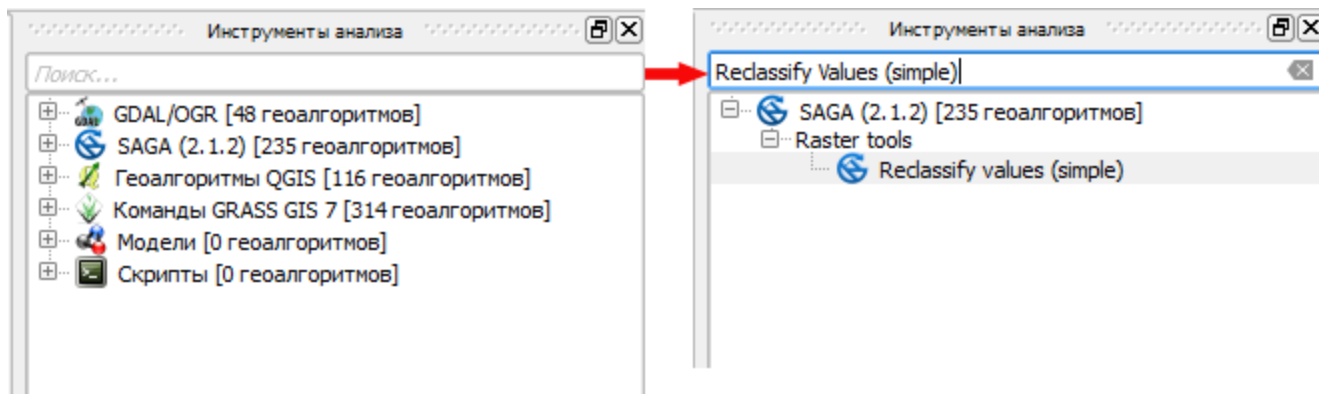 Инструменты анализа
Поиск...
GDAL/OGR [48 геоалгоритмов]
SAGA (2.1.2) [235 геоалгоритмов]
Геоалгоритмы QGIS [116 геоалгоритмов]
Команды GRASS GIS 7 [314 геоалгоритмов]
Модели [0 геоалгоритмов]
Скрипты [0 геоалгоритмов]
Инструменты анализа
Reclassify Values (simple)
SAGA (2.1.2) [235 геоалгоритмов]
Raster tools
Reclassify values (simple)